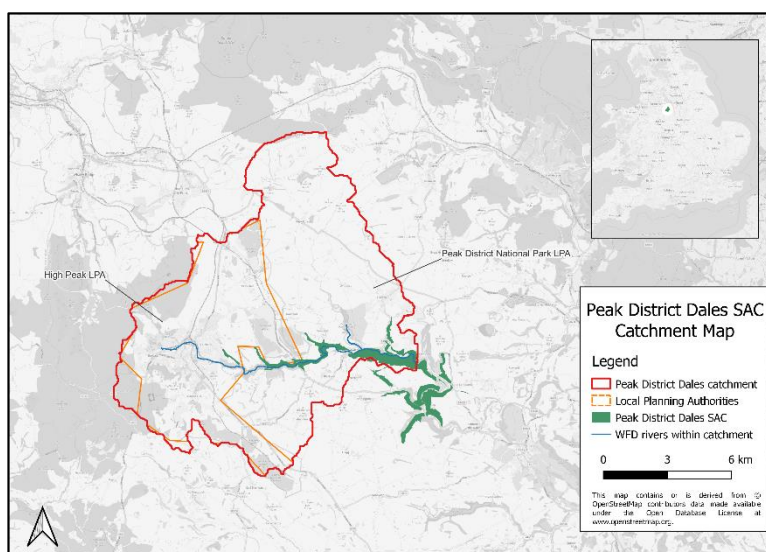 High Peak LPA
Peak District National Park LPA
Peak District Dales SAC
Catchment Map
Legend
Peak District Dales catchment
Local Planning Authorities
Peak District Dales SAC
WFD rivers within catchment
0 3 6 km
This map contains or is derived from ©
OpenStreetMap contributors data made available
under the Open Database License at
www.openstreetmap.org.